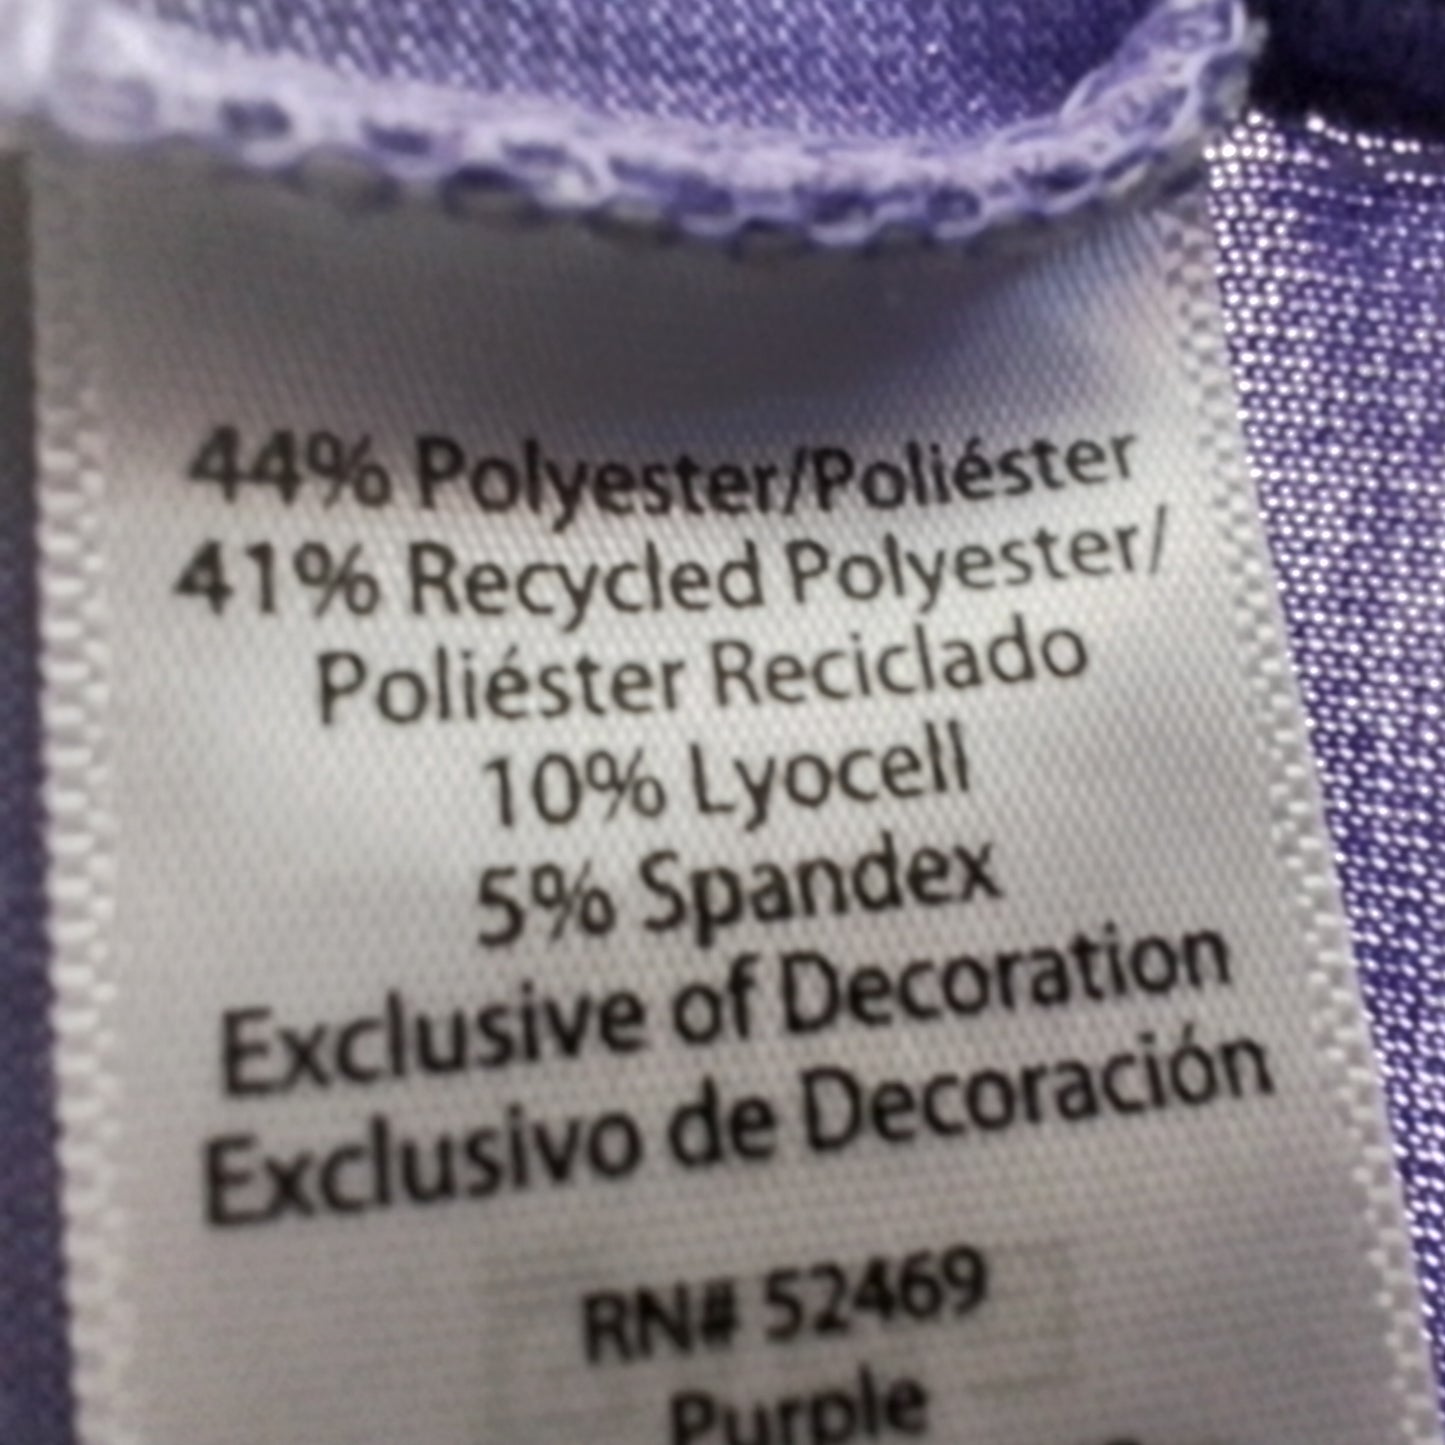 44% Polyester/Poliéster
41% Recycled Polyester/
Poliéster Reciclado
10% Lyocell
5% Spandex
Exclusive of Decoration
Exclusivo de Decoración
RN# 52469
Purple